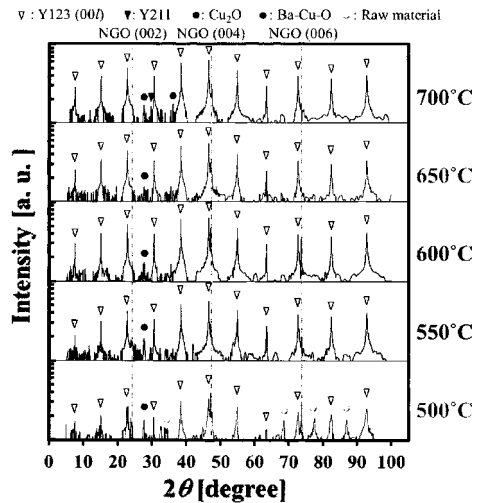 ▽ : Y123 (00l) ▼ : Y211 ● : Cu₂O ● : Ba-Cu-O : Raw material
NGO (002) NGO (004) NGO (006)
700°C
650°C
600°C
550°C
500°C
Intensity [a. u.]
0 10 20 30 40 50 60 70 80 90 100
2θ [degree]